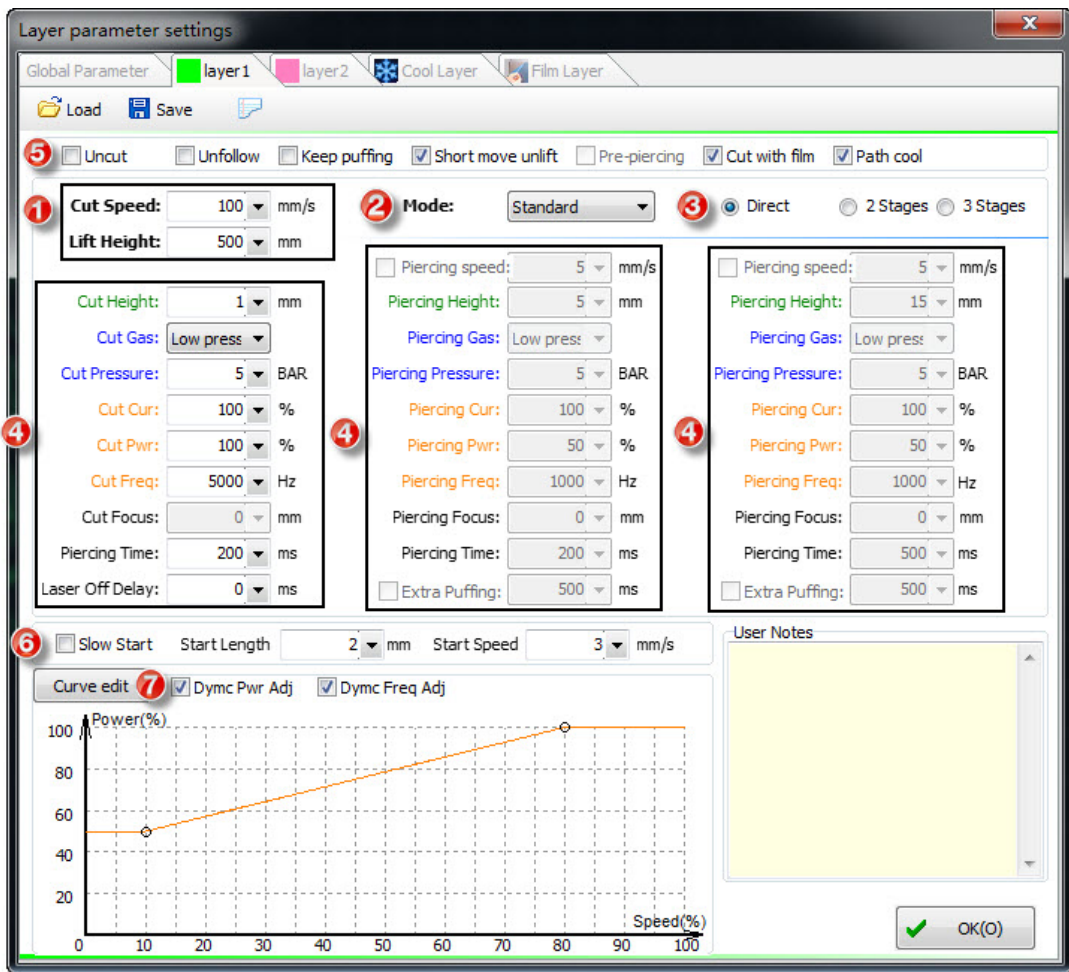 Layer parameter settings
x
Global Parameter layer1 layer2 Cool Layer Film Layer
Load Save
5 Uncut Unfollow Keep puffing Short move unlift Pre-piercing Cut with film Path cool
1 Cut Speed: 100 mm/s 2 Mode: Standard 3 Direct 2 Stages 3 Stages
Lift Height: 500 mm
Piercing speed: 5 mm/s Piercing speed: 5 mm/s
Cut Height: 1 mm Piercing Height: 5 mm Piercing Height: 15 mm
Cut Gas: Low press Piercing Gas: Low press Piercing Gas: Low press
Cut Pressure: 5 BAR Piercing Pressure: 5 BAR Piercing Pressure: 5 BAR
4 Cut Cur: 100 % 4 Piercing Cur: 100 % 4 Piercing Cur: 100 %
Cut Pwr: 100 % Piercing Pwr: 50 % Piercing Pwr: 50 %
Cut Freq: 5000 Hz Piercing Freq: 1000 Hz Piercing Freq: 1000 Hz
Cut Focus: 0 mm Piercing Focus: 0 mm Piercing Focus: 0 mm
Piercing Time: 200 ms Piercing Time: 200 ms Piercing Time: 500 ms
Laser Off Delay: 0 ms Extra Puffing: 500 ms Extra Puffing: 500 ms
6 Slow Start Start Length 2 mm Start Speed 3 mm/s
User Notes
Curve edit 7 Dymc Pwr Adj Dymc Freq Adj
Power(%)
100
80
60
40
20
Speed(%)
0 10 20 30 40 50 60 70 80 90 100
OK(O)